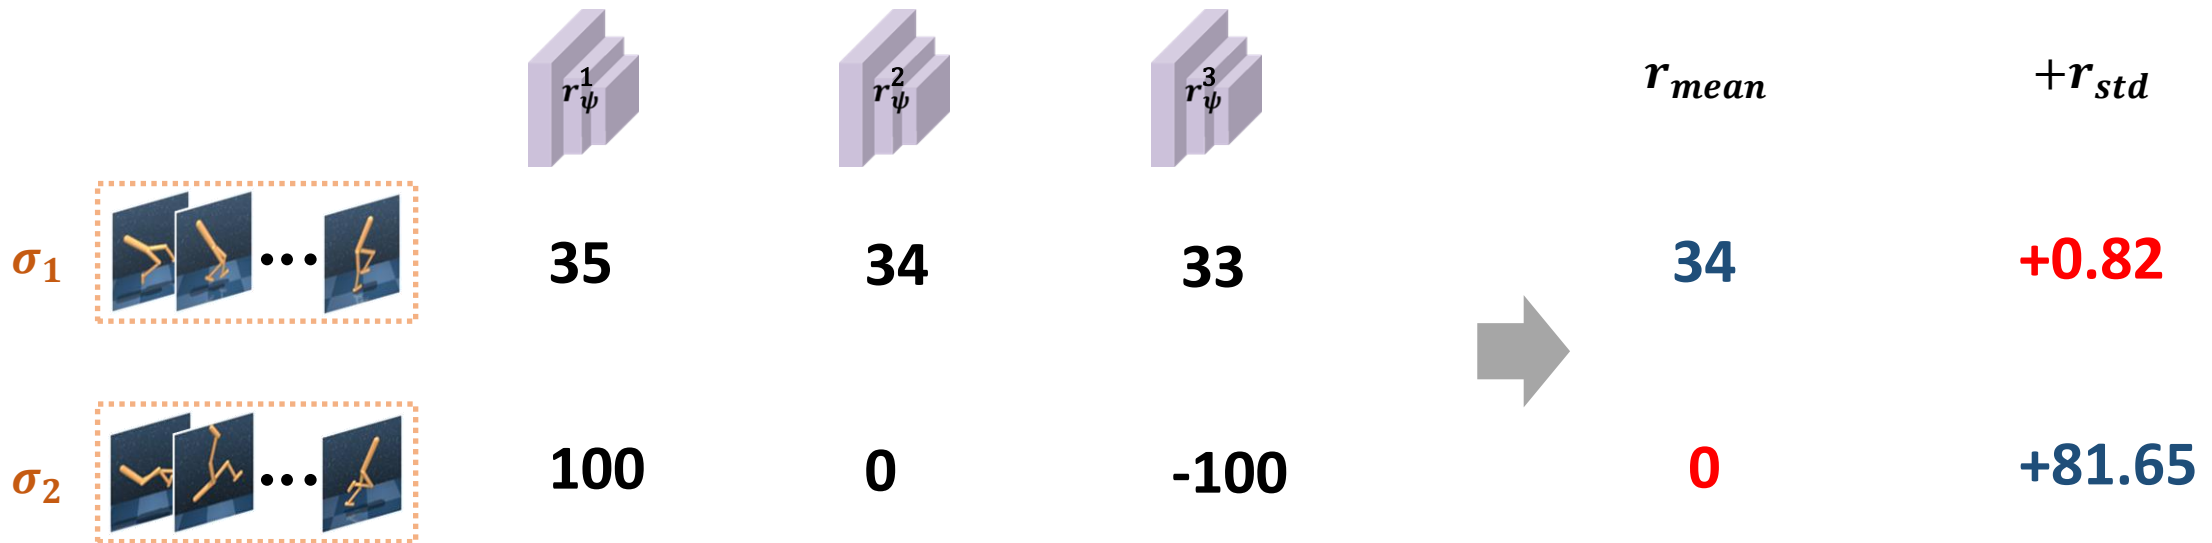 r¹ψ r²ψ r³ψ r_mean +r_std
σ₁ ••• 35 34 33 34 +0.82
σ₂ ••• 100 0 -100 0 +81.65